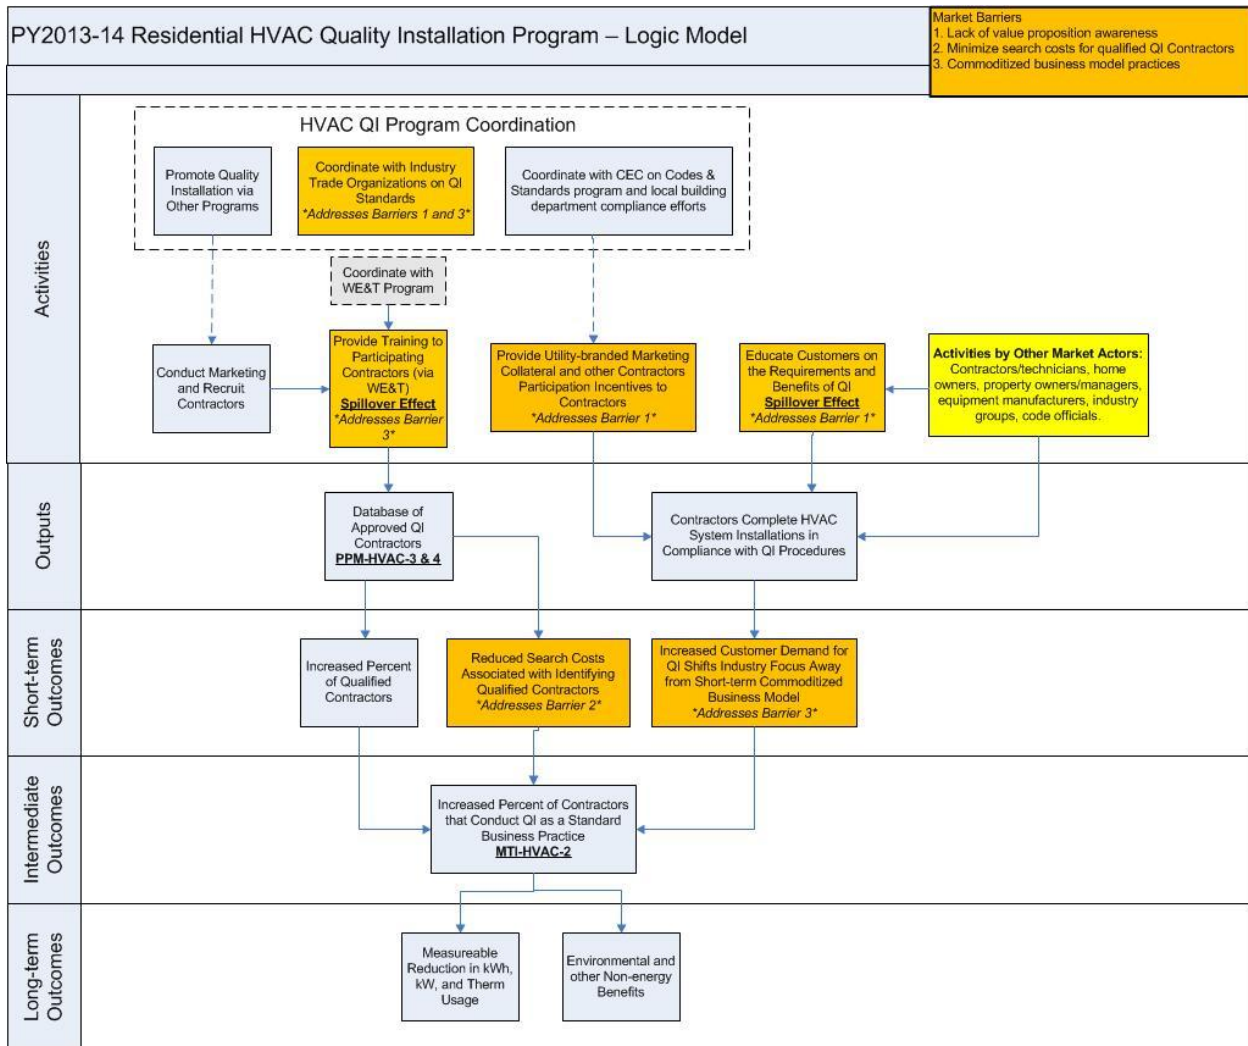 PY2013-14 Residential HVAC Quality Installation Program – Logic Model
Market Barriers
1. Lack of value proposition awareness
2. Minimize search costs for qualified QI Contractors
3. Commoditized business model practices
Activities
HVAC QI Program Coordination
Promote Quality
Installation via
Other Programs
Coordinate with Industry
Trade Organizations on QI
Standards
*Addresses Barriers 1 and 3*
Coordinate with CEC on Codes &
Standards program and local building
department compliance efforts
Coordinate with
WE&T Program
Conduct Marketing
and Recruit
Contractors
Provide Training to
Participating
Contractors (via
WE&T)
Spillover Effect
*Addresses Barrier
3*
Provide Utility-branded Marketing
Collateral and other Contractors
Participation Incentives to
Contractors
*Addresses Barrier 1*
Educate Customers on
the Requirements and
Benefits of QI
Spillover Effect
*Addresses Barrier 1*
Activities by Other Market Actors:
Contractors/technicians, home
owners, property owners/managers,
equipment manufacturers, industry
groups, code officials.
Outputs
Database of
Approved QI
Contractors
PPM-HVAC-3 & 4
Contractors Complete HVAC
System Installations in
Compliance with QI Procedures
Short-term
Outcomes
Increased Percent
of Qualified
Contractors
Reduced Search Costs
Associated with Identifying
Qualified Contractors
*Addresses Barrier 2*
Increased Customer Demand for
QI Shifts Industry Focus Away
from Short-term Commoditized
Business Model
*Addresses Barrier 3*
Intermediate
Outcomes
Increased Percent of Contractors
that Conduct QI as a Standard
Business Practice
MTI-HVAC-2
Long-term
Outcomes
Measureable
Reduction in kWh,
kW, and Therm
Usage
Environmental and
other Non-energy
Benefits